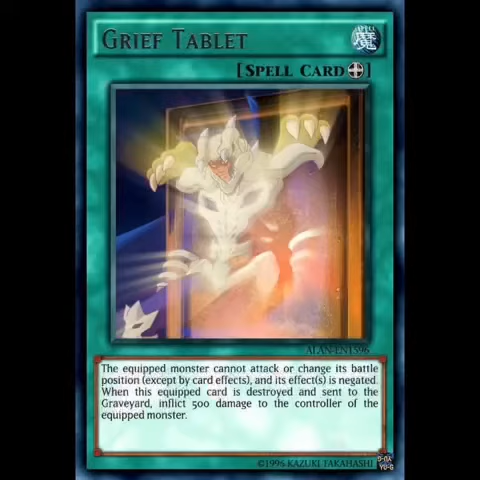 GRIEF TABLET
魔
[SPELL CARD]
ALAN-EN1596
The equipped monster cannot attack or change its battle
position (except by card effects), and its effect(s) is negated.
When this equipped card is destroyed and sent to the
Graveyard, inflict 500 damage to the controller of the
equipped monster.
©1996 KAZUKI TAKAHASHI